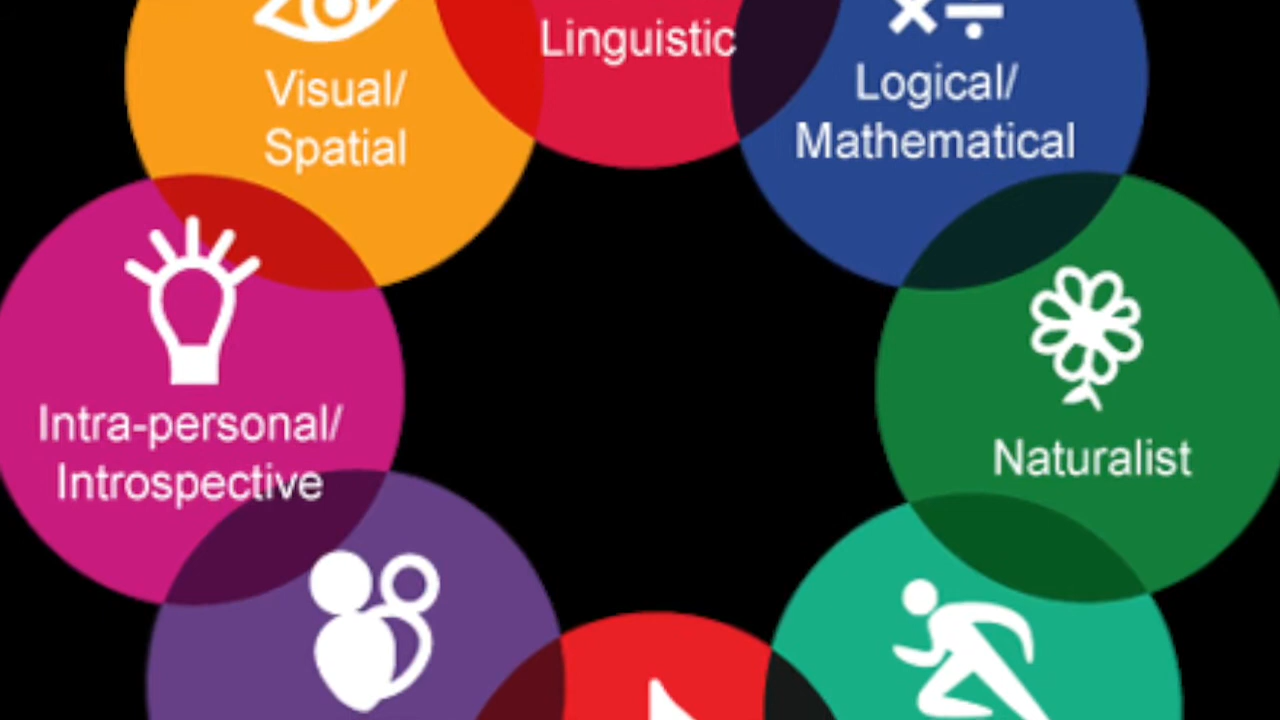 Linguistic
Visual/
Spatial
Logical/
Mathematical
Intra-personal/
Introspective
Naturalist